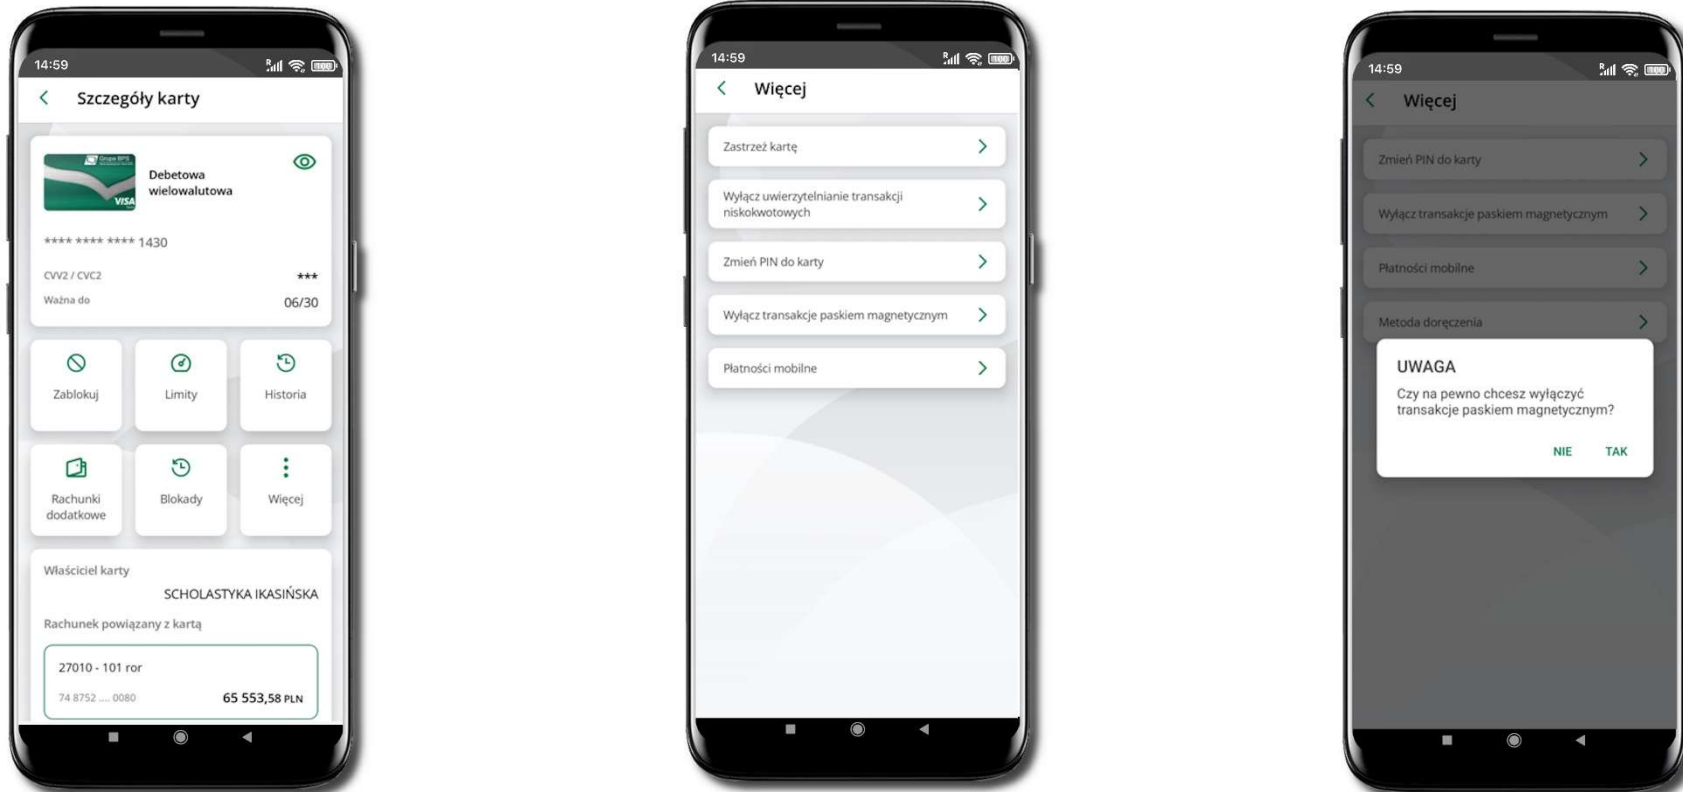 14:59
Szczegóły karty
Grupa BPS
VISA
Debetowa
wielowalutowa
**** **** **** 1430
CVV2 / CVC2 ***
Ważna do 06/30
Zablokuj Limity Historia
Rachunki
dodatkowe
Blokady
Więcej
Właściciel karty
SCHOLASTYKA IKASIŃSKA
Rachunek powiązany z kartą
27010 - 101 ror
74 8752 .... 0080 65 553,58 PLN
14:59
Więcej
Zastrzeż kartę
Wyłącz uwierzytelnianie transakcji
niskokwotowych
Zmień PIN do karty
Wyłącz transakcje paskiem magnetycznym
Płatności mobilne
14:59
Więcej
Zmień PIN do karty
Wyłącz transakcje paskiem magnetycznym
Płatności mobilne
Metoda doręczenia
UWAGA
Czy na pewno chcesz wyłączyć
transakcje paskiem magnetycznym?
NIE TAK